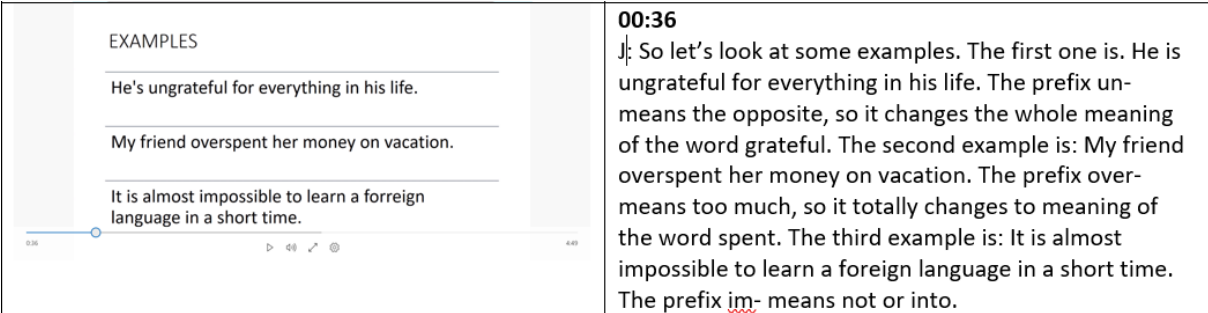 EXAMPLES
He's ungrateful for everything in his life.
My friend overspent her money on vacation.
It is almost impossible to learn a forreign
language in a short time.
0:36
4:49
00:36
J: So let's look at some examples. The first one is. He is
ungrateful for everything in his life. The prefix un-
means the opposite, so it changes the whole meaning
of the word grateful. The second example is: My friend
overspent her money on vacation. The prefix over-
means too much, so it totally changes to meaning of
the word spent. The third example is: It is almost
impossible to learn a foreign language in a short time.
The prefix im- means not or into.